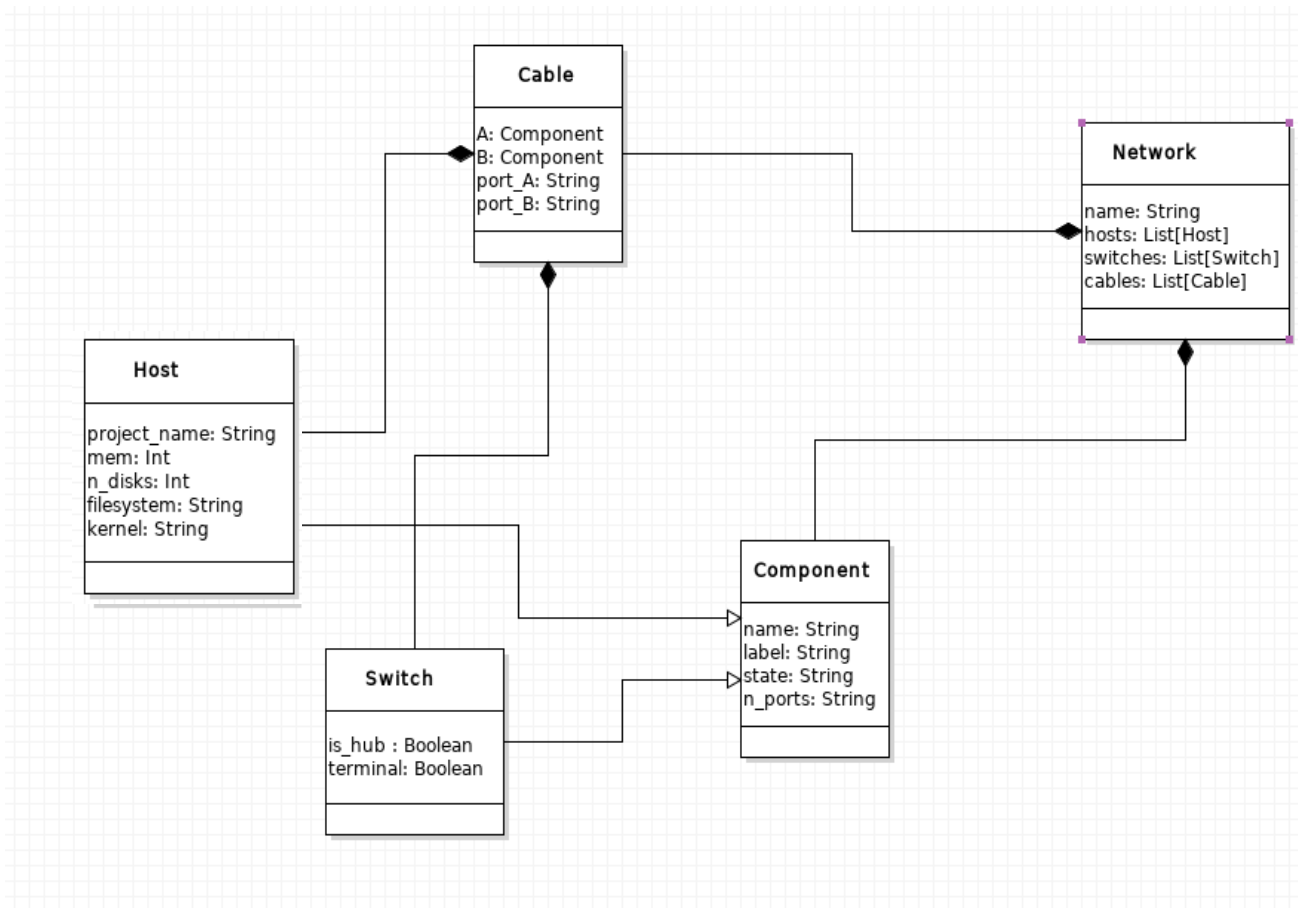 Cable
A: Component
B: Component
port_A: String
port_B: String
Network
name: String
hosts: List[Host]
switches: List[Switch]
cables: List[Cable]
Host
project_name: String
mem: Int
n_disks: Int
filesystem: String
kernel: String
Component
name: String
label: String
state: String
n_ports: String
Switch
is_hub : Boolean
terminal: Boolean